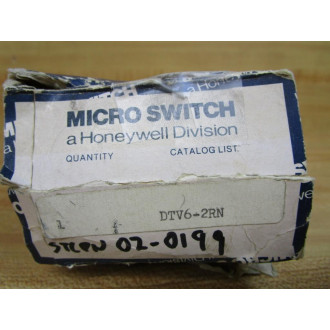 MICRO SWITCH
a Honeywell Division
QUANTITY CATALOG LIST
DTV6-2RN
02-0199